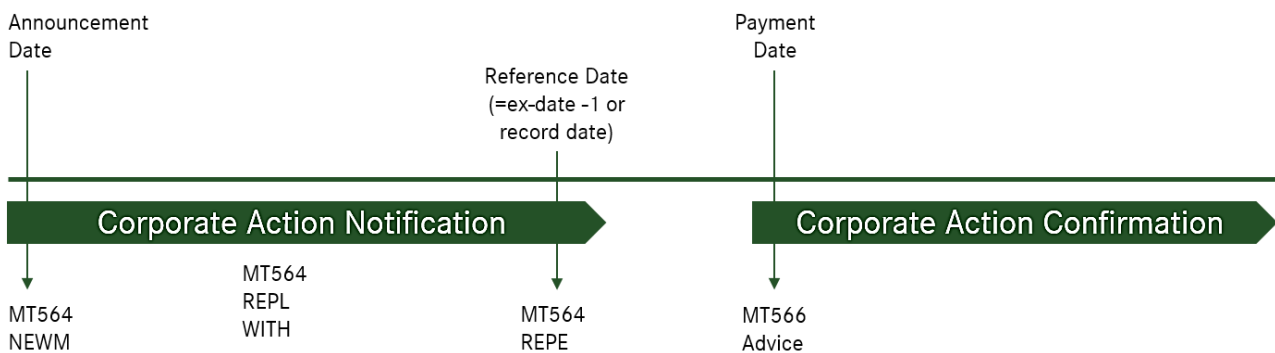 Announcement
Date
Payment
Date
Reference Date
(=ex-date -1 or
record date)
Corporate Action Notification
Corporate Action Confirmation
MT564
NEWM
MT564
REPL
WITH
MT564
REPE
MT566
Advice